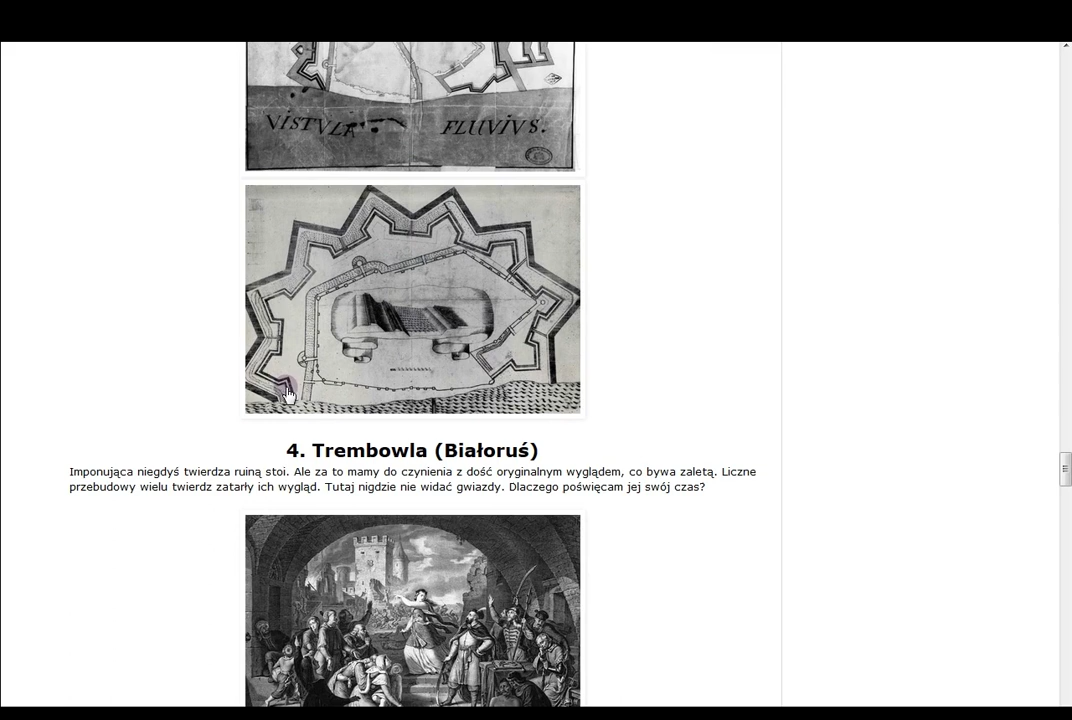 VISTVLA FLUVIVS.
4. Trembowla (Białoruś)
Imponująca niegdyś twierdza ruiną stoi. Ale za to mamy do czynienia z dość oryginalnym wyglądem, co bywa zaletą. Liczne
przebudowy wielu twierdz zatarły ich wygląd. Tutaj nigdzie nie widać gwiazdy. Dlaczego poświęcam jej swój czas?